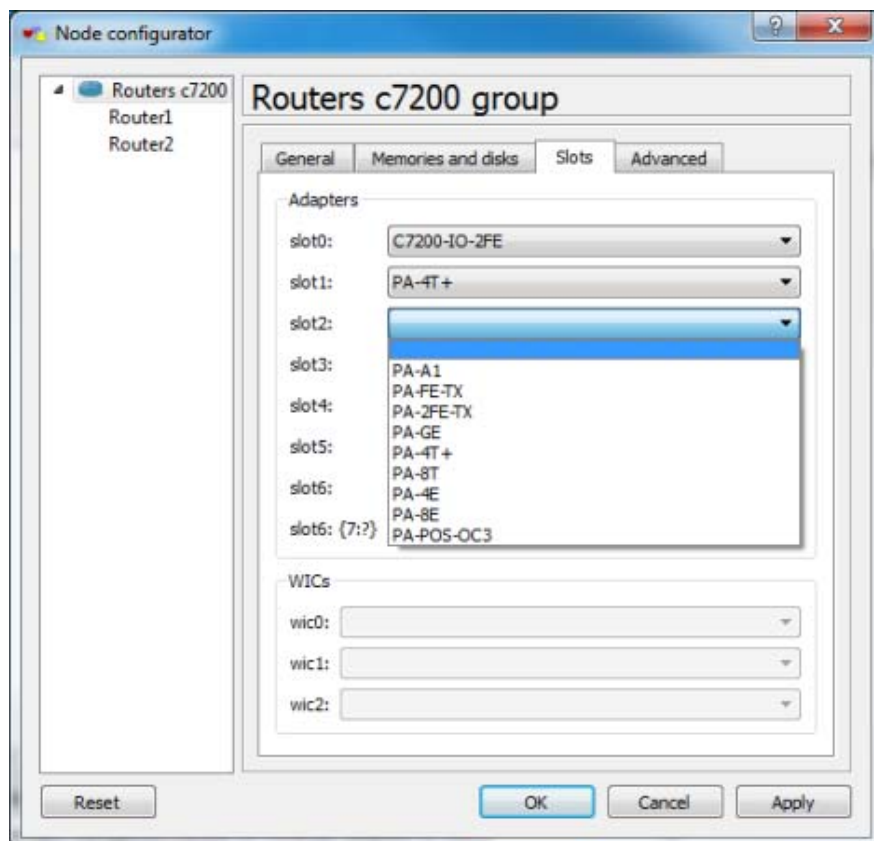 Node configurator
Routers c7200
Router1
Router2
Routers c7200 group
General Memories and disks Slots Advanced
Adapters
slot0: C7200-IO-2FE
slot1: PA-4T+
slot2:
slot3:
PA-A1
PA-FE-TX
slot4:
PA-2FE-TX
PA-GE
slot5:
PA-4T+
PA-8T
slot6:
PA-4E
PA-8E
slot6: {7:?}
PA-POS-OC3
WICs
wic0:
wic1:
wic2:
Reset OK Cancel Apply